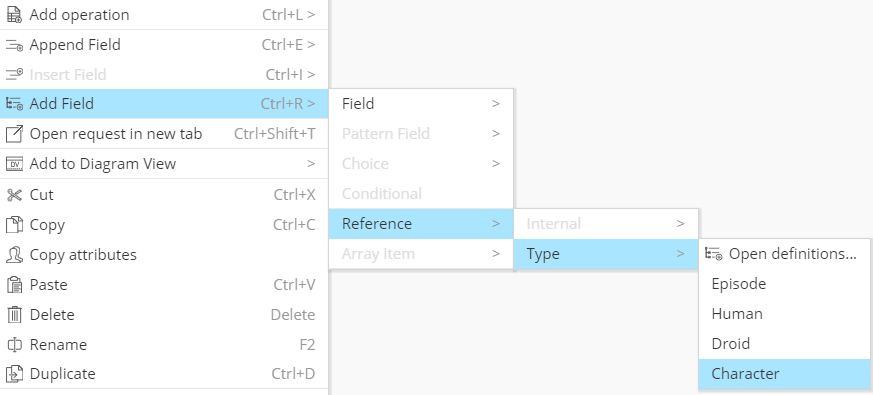 Add operation Ctrl+L >
Append Field Ctrl+E >
Insert Field Ctrl+I >
Add Field Ctrl+R >
Open request in new tab Ctrl+Shift+T
DV Add to Diagram View >
Cut Ctrl+X
Copy Ctrl+C
Copy attributes
Paste Ctrl+V
Delete Delete
Rename F2
Duplicate Ctrl+D
Field >
Pattern Field >
Choice >
Conditional
Reference >
Array Item >
Internal >
Type >
Open definitions...
Episode
Human
Droid
Character